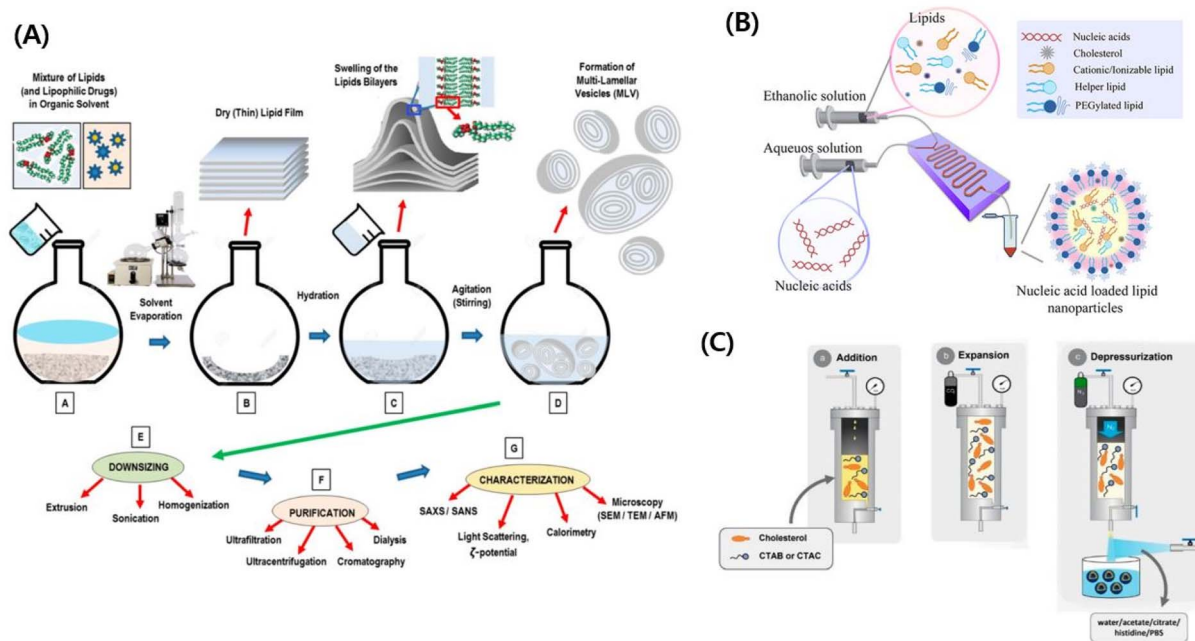 (A)
Mixture of Lipids
(and Lipophilic Drugs)
in Organic Solvent
Dry (Thin) Lipid Film
Swelling of the
Lipids Bilayers
Formation of
Multi-Lamellar
Vesicles (MLV)
Solvent
Evaporation
Hydration
Agitation
(Stirring)
A
B
C
D
E
DOWNSIZING
Extrusion
Sonication
Homogenization
F
PURIFICATION
Ultrafiltration
Ultracentrifugation
Cromatography
Dialysis
G
CHARACTERIZATION
SAXS / SANS
Light Scattering,
ζ-potential
Calorimetry
Microscopy
(SEM / TEM / AFM)
(B)
Lipids
Ethanolic solution
Aqueuos solution
Nucleic acids
Nucleic acids
Cholesterol
Cationic/Ionizable lipid
Helper lipid
PEGylated lipid
Nucleic acid loaded lipid
nanoparticles
(C)
a Addition
Cholesterol
CTAB or CTAC
b Expansion
CO₂
c Depressurization
N₂
N₂
water/acetate/citrate/
histidine/PBS